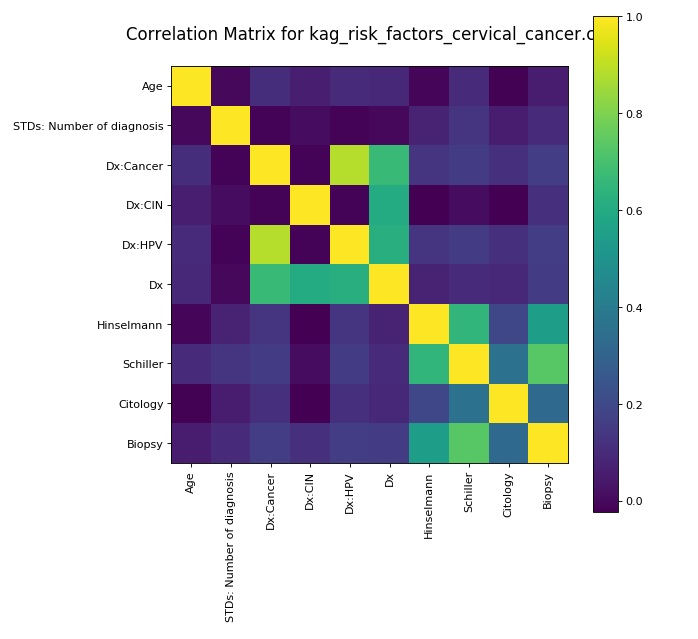 Correlation Matrix for kag_risk_factors_cervical_cancer.c
Age
STDs: Number of diagnosis
Dx:Cancer
Dx:CIN
Dx:HPV
Dx
Hinselmann
Schiller
Citology
Biopsy
Age
STDs: Number of diagnosis
Dx:Cancer
Dx:CIN
Dx:HPV
Dx
Hinselmann
Schiller
Citology
Biopsy
1.0
0.8
0.6
0.4
0.2
0.0